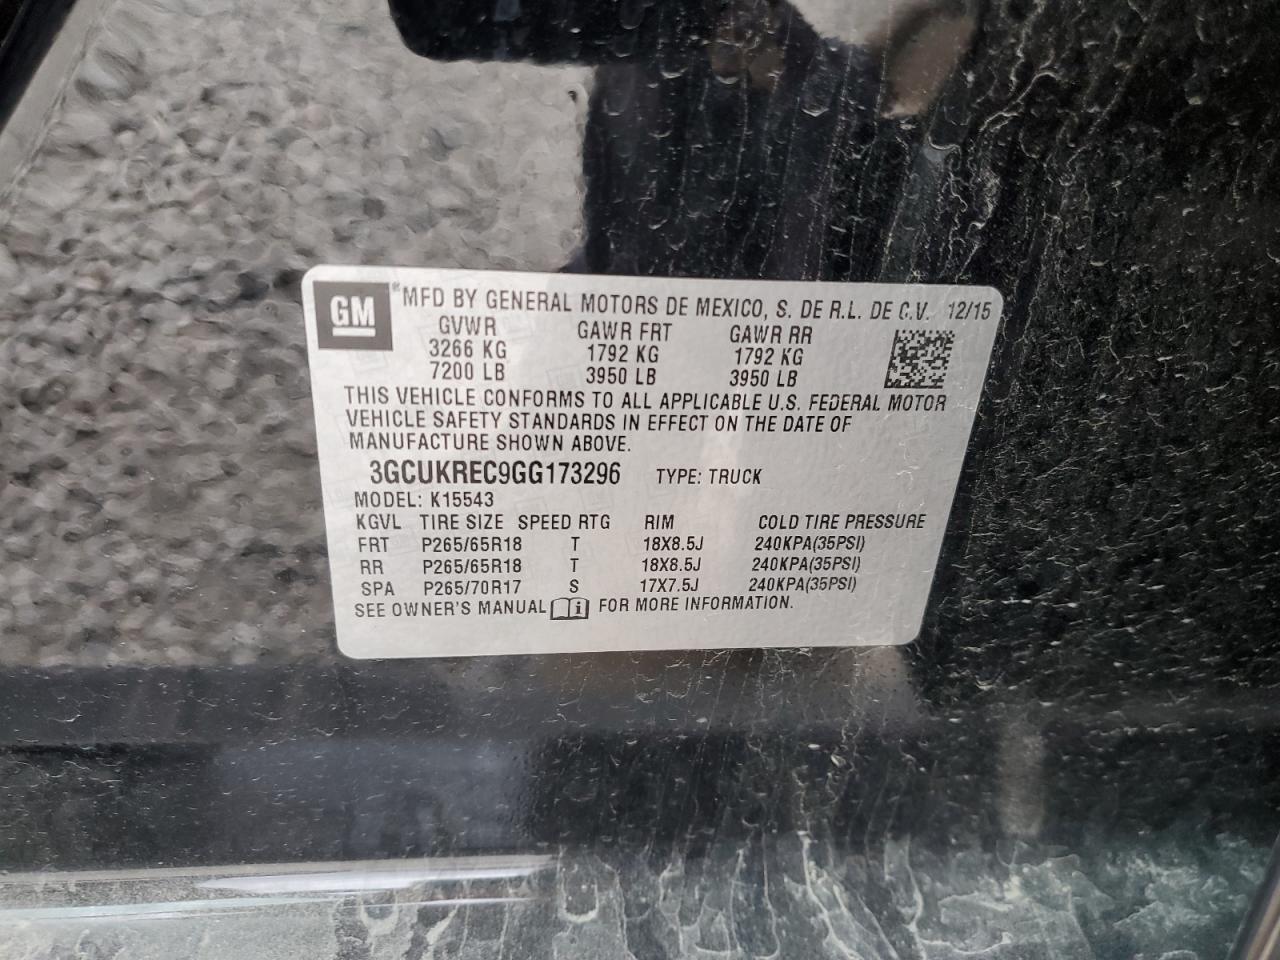 GM ® MFD BY GENERAL MOTORS DE MEXICO, S. DE R.L. DE C.V. 12/15
GVWR GAWR FRT GAWR RR
3266 KG 1792 KG 1792 KG
7200 LB 3950 LB 3950 LB
THIS VEHICLE CONFORMS TO ALL APPLICABLE U.S. FEDERAL MOTOR
VEHICLE SAFETY STANDARDS IN EFFECT ON THE DATE OF
MANUFACTURE SHOWN ABOVE.
3GCUKREC9GG173296 TYPE: TRUCK
MODEL: K15543
KGVL TIRE SIZE SPEED RTG RIM COLD TIRE PRESSURE
FRT P265/65R18 T 18X8.5J 240KPA(35PSI)
RR P265/65R18 T 18X8.5J 240KPA(35PSI)
SPA P265/70R17 S 17X7.5J 240KPA(35PSI)
SEE OWNER'S MANUAL i FOR MORE INFORMATION.